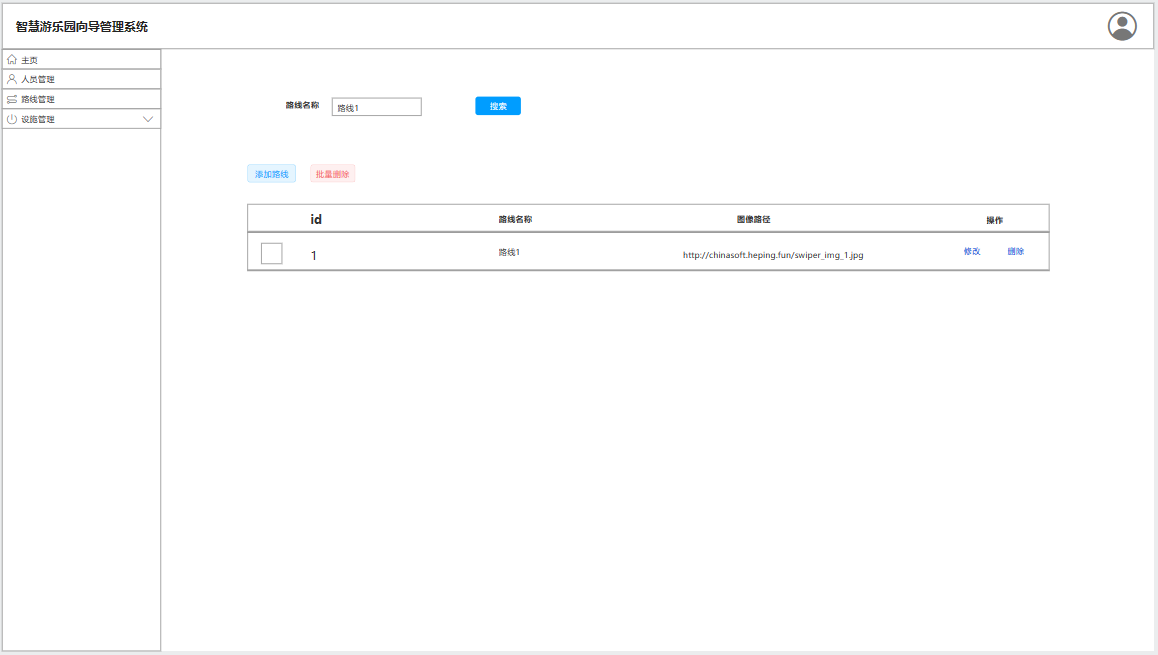 智慧游乐园向导管理系统
主页
人员管理
路线管理
设施管理
路线名称 路线1 搜索
添加路线 批量删除
id 路线名称 图像路径 操作
1 路线1 http://chinasoft.heping.fun/swiper_img_1.jpg 修改 删除